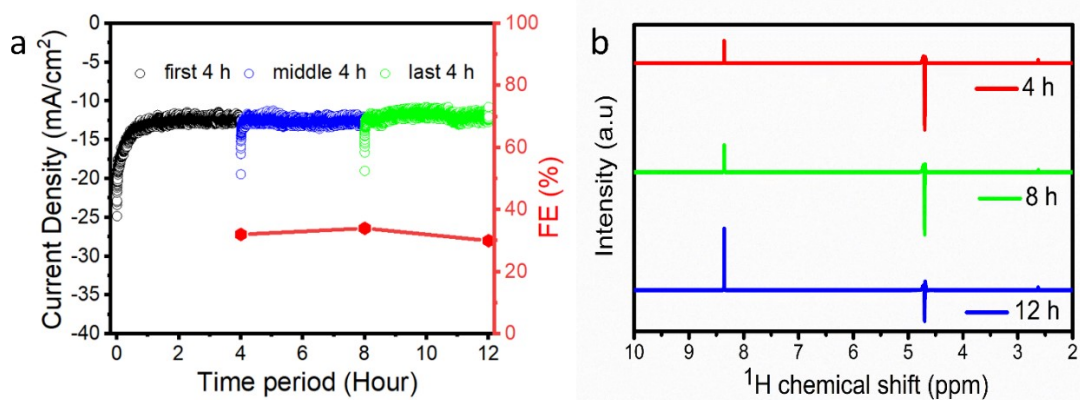 a
0
-5
-10
-15
-20
-25
-30
-35
-40
Current Density (mA/cm²)
first 4 h middle 4 h last 4 h
100
80
60
40
20
0
FE (%)
0 2 4 6 8 10 12
Time period (Hour)
b
Intensity (a.u)
4 h
8 h
12 h
10 9 8 7 6 5 4 3 2
¹H chemical shift (ppm)